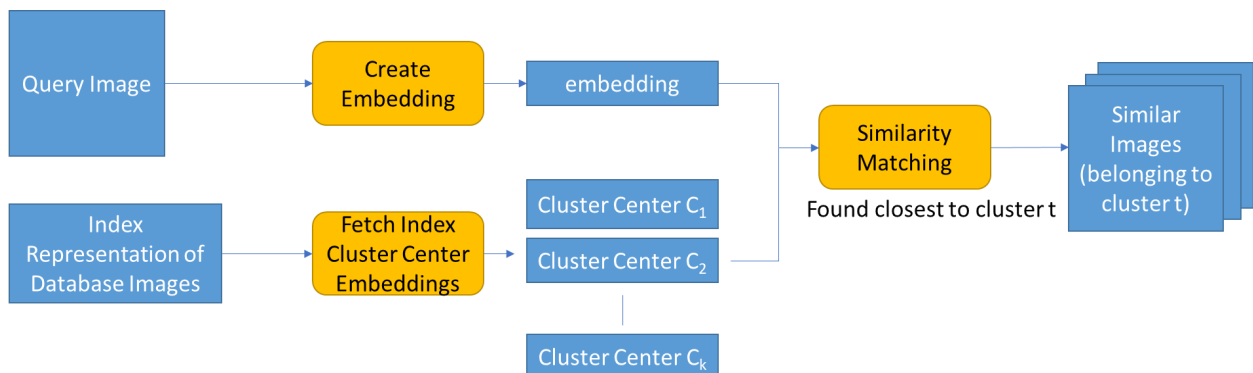 Query Image
Create
Embedding
embedding
Similarity
Matching
Found closest to cluster t
Similar
Images
(belonging to
cluster t)
Index
Representation of
Database Images
Fetch Index
Cluster Center
Embeddings
Cluster Center C₁
Cluster Center C₂
Cluster Center Cₖ